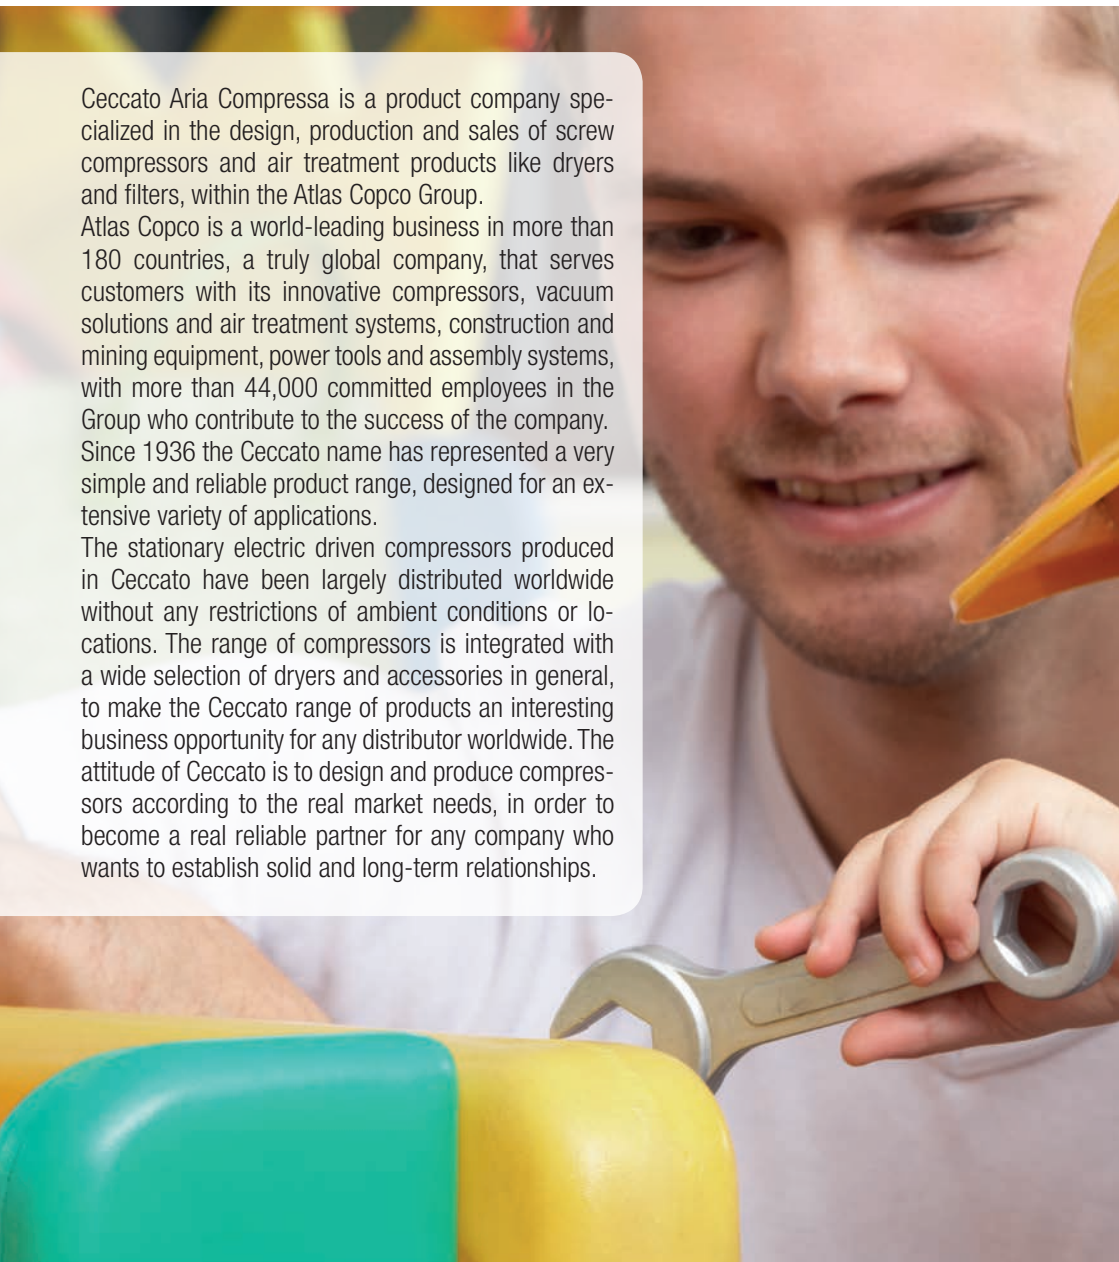 Ceccato Aria Compressa is a product company spe-
cialized in the design, production and sales of screw
compressors and air treatment products like dryers
and filters, within the Atlas Copco Group.
Atlas Copco is a world-leading business in more than
180 countries, a truly global company, that serves
customers with its innovative compressors, vacuum
solutions and air treatment systems, construction and
mining equipment, power tools and assembly systems,
with more than 44,000 committed employees in the
Group who contribute to the success of the company.
Since 1936 the Ceccato name has represented a very
simple and reliable product range, designed for an ex-
tensive variety of applications.
The stationary electric driven compressors produced
in Ceccato have been largely distributed worldwide
without any restrictions of ambient conditions or lo-
cations. The range of compressors is integrated with
a wide selection of dryers and accessories in general,
to make the Ceccato range of products an interesting
business opportunity for any distributor worldwide. The
attitude of Ceccato is to design and produce compres-
sors according to the real market needs, in order to
become a real reliable partner for any company who
wants to establish solid and long-term relationships.